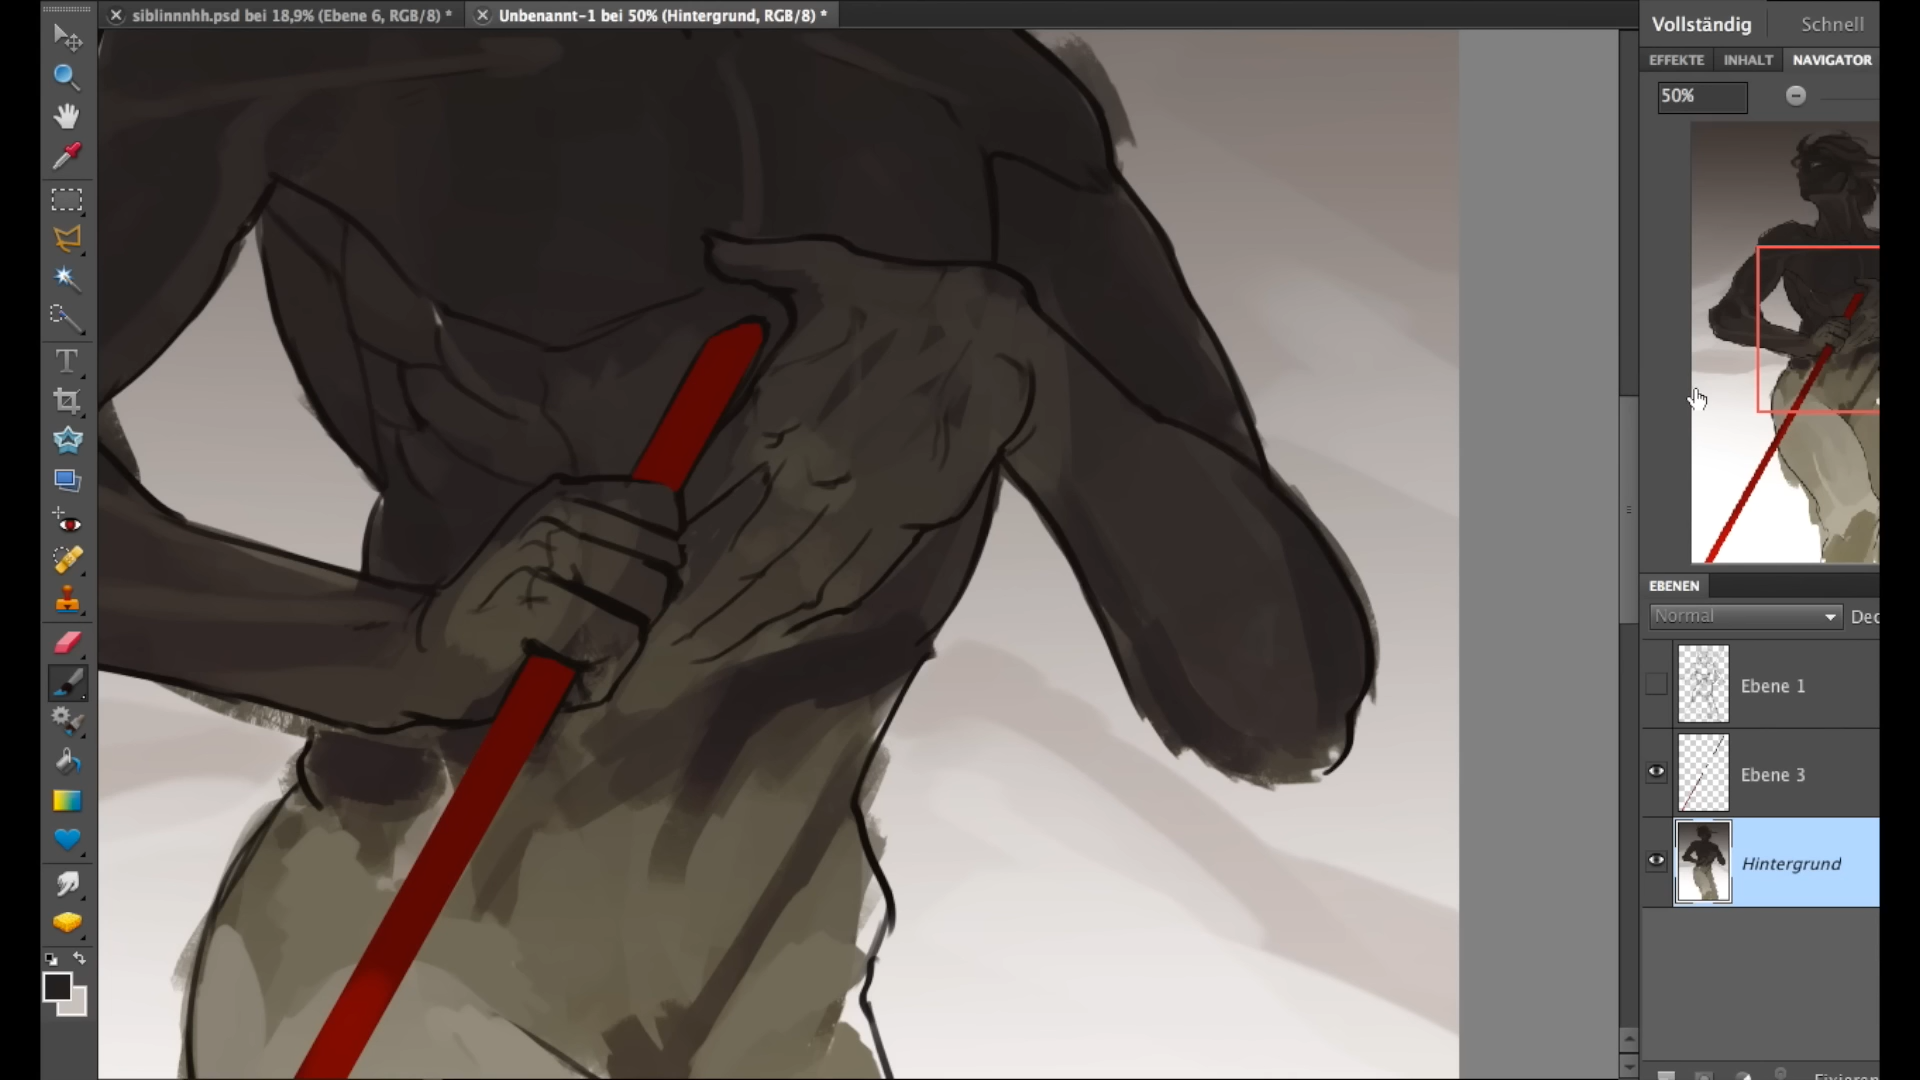 siblinnnhh.psd bei 18,9% (Ebene 6, RGB/8) *
Unbenannt-1 bei 50% (Hintergrund, RGB/8) *
Vollständig
Schnell
EFFEKTE
INHALT
NAVIGATOR
50%
EBENEN
Normal
Dec
Ebene 1
Ebene 3
Hintergrund